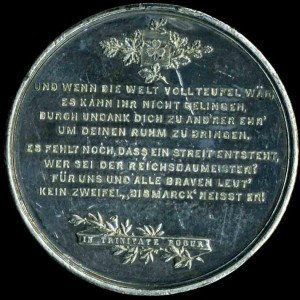 UND WENN DIE WELT VOLL TEUFEL WÄR,
ES KANN IHR NICHT GELINGEN,
DURCH UNDANK DICH ZU AND'RER EHR'
UM DEINEN RUHM ZU BRINGEN.
ES FEHLT NOCH, DASS EIN STREIT ENTSTEHT,
WER SEI DER REICHSBAUMEISTER?
FÜR UNS UND ALLE BRAVEN LEUT'
KEIN ZWEIFEL, „BISMARCK" HEISST ER!
IN TRINITATE ROBUR